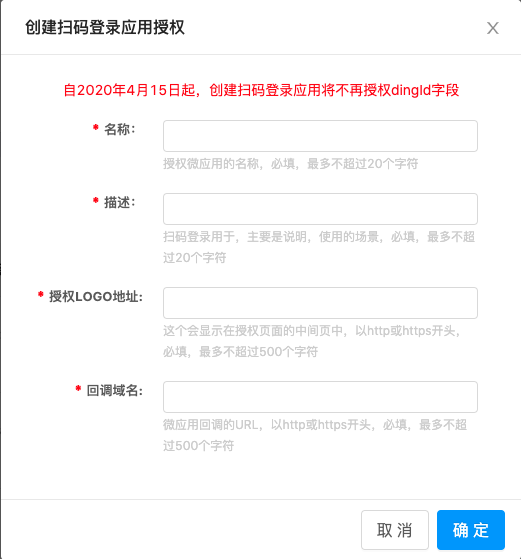 创建扫码登录应用授权
自2020年4月15日起，创建扫码登录应用将不再授权dingId字段
* 名称：
授权微应用的名称，必填，最多不超过20个字符
* 描述：
扫码登录用于，主要是说明，使用的场景，必填，最多不超
过20个字符
* 授权LOGO地址：
这个会显示在授权页面的中间页中，以http或https开头，
必填，最多不超过500个字符
* 回调域名：
微应用回调的URL，以http或https开头，必填，最多不超
过500个字符
取 消
确 定